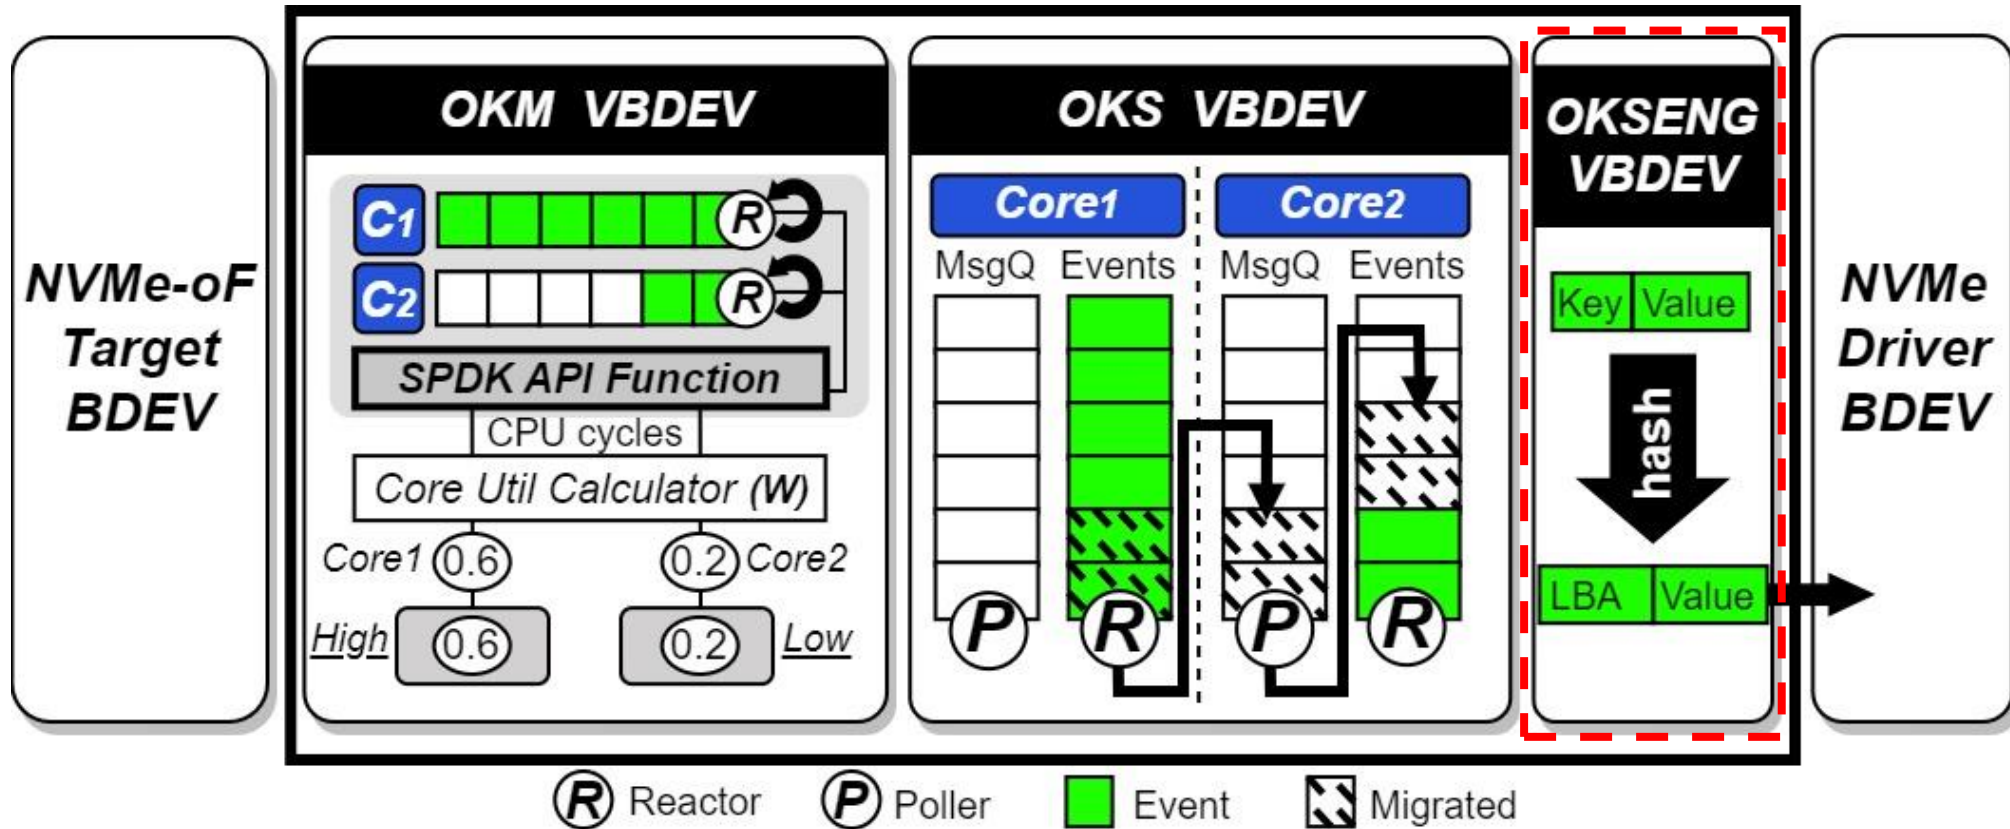 NVMe-oF
Target
BDEV
OKM VBDEV
C1
R
C2
R
SPDK API Function
CPU cycles
Core Util Calculator (W)
Core1 0.6 0.2 Core2
High 0.6 0.2 Low
OKS VBDEV
Core1 Core2
MsgQ Events MsgQ Events
P R P R
OKSENG
VBDEV
Key Value
hash
LBA Value
NVMe
Driver
BDEV
R Reactor P Poller Event Migrated